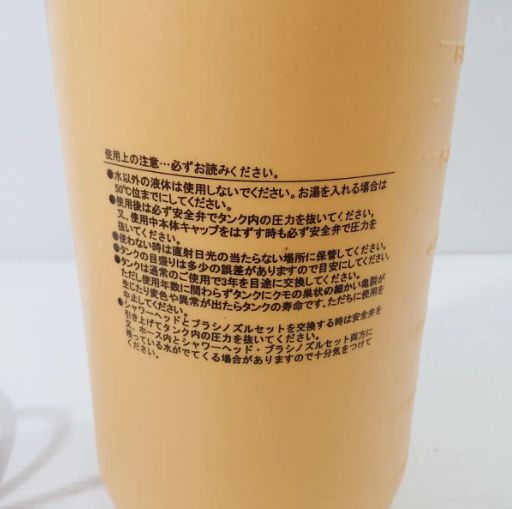 使用上の注意…必ずお読みください。
●水以外の液体は使用しないでください。お湯を入れる場合は
50℃位までにしてください。
●使用後は必ず安全弁でタンク内の圧力を抜いてください。
又、使用中本体キャップをはずす時も必ず安全弁で圧力を
抜いてください。
●使わない時は直射日光の当たらない場所に保管してください。
●タンクの目盛りは多少の誤差がありますので目安にしてください。
●タンクは通常のご使用で3年を目途に交換してください。
ただし使用年数に関わらずタンクにクモの巣状の細かい亀裂が
生じたり変色や異常が出たらタンクの寿命です。ただちに使用を
中止してください。
●シャワーヘッドとブラシノズルセットを交換する時は安全弁を
引き上げてタンク内の圧力を抜いてください。
又、ホース内とシャワーヘッド・ブラシノズルセット両方に
残っている水がでてくる場合がありますので十分気をつけて
ください。